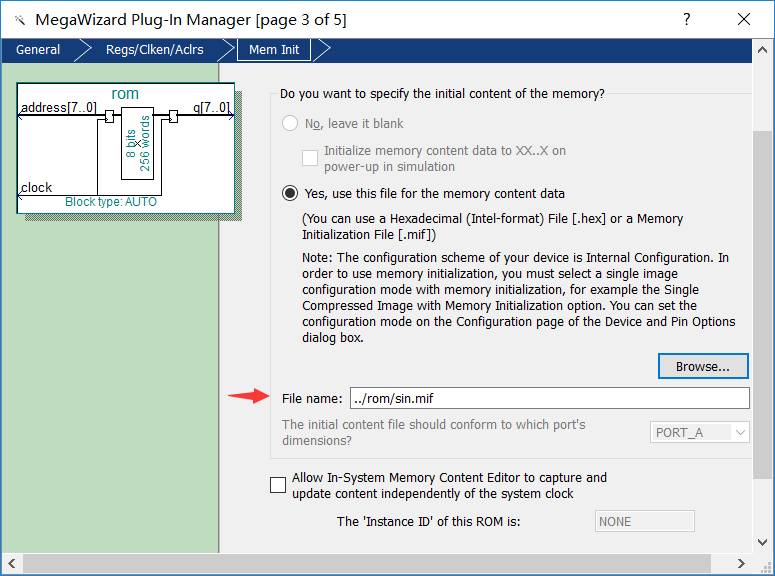 MegaWizard Plug-In Manager [page 3 of 5]
?
General
Regs/Clken/Aclrs
Mem Init
rom
address[7..0]
q[7..0]
8 bits
256 words
clock
Block type: AUTO
Do you want to specify the initial content of the memory?
No, leave it blank
Initialize memory content data to XX..X on
power-up in simulation
Yes, use this file for the memory content data
(You can use a Hexadecimal (Intel-format) File [.hex] or a Memory
Initialization File [.mif])
Note: The configuration scheme of your device is Internal Configuration. In
order to use memory initialization, you must select a single image
configuration mode with memory initialization, for example the Single
Compressed Image with Memory Initialization option. You can set the
configuration mode on the Configuration page of the Device and Pin Options
dialog box.
Browse...
File name:
../rom/sin.mif
The initial content file should conform to which port's
dimensions?
PORT_A
Allow In-System Memory Content Editor to capture and
update content independently of the system clock
The 'Instance ID' of this ROM is:
NONE